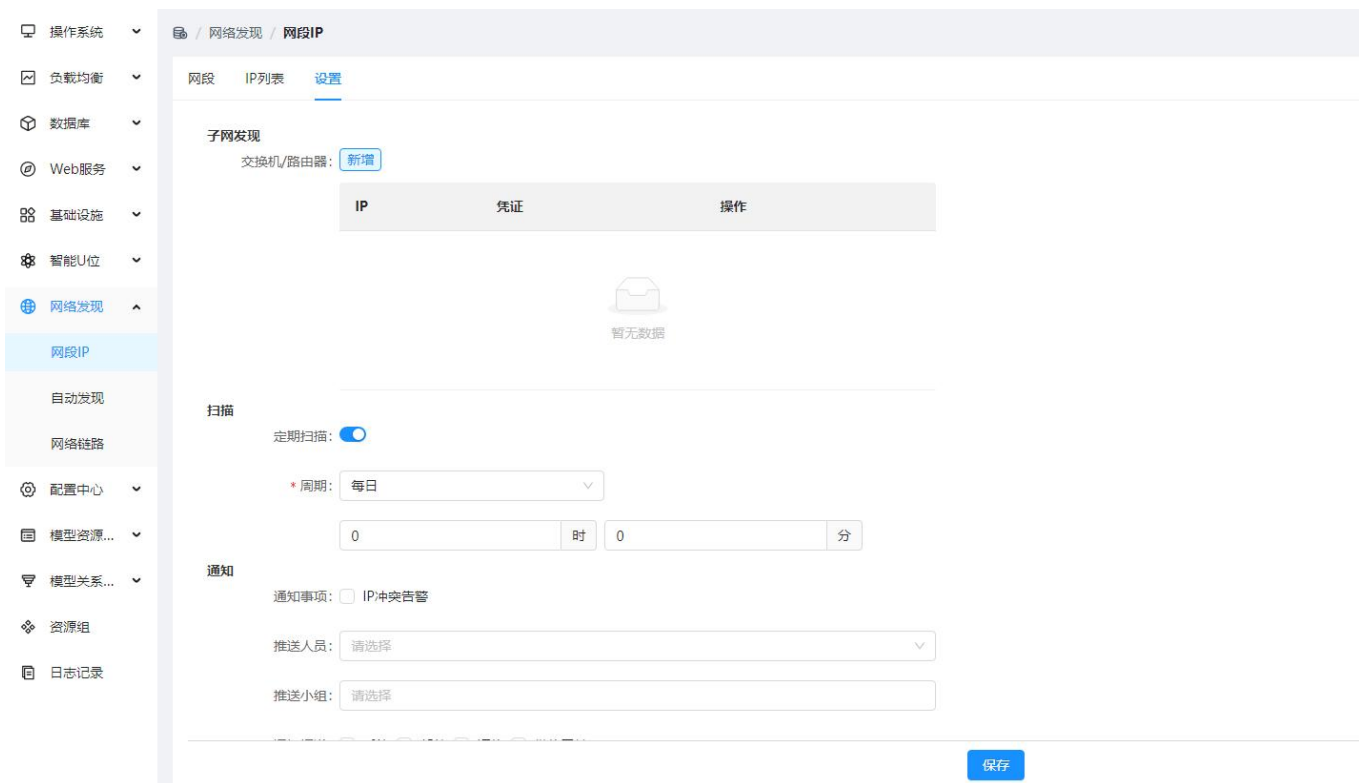 操作系统
负载均衡
数据库
Web服务
基础设施
智能U位
网络发现
网段IP
自动发现
网络链路
配置中心
模型资源...
模型关系...
资源组
日志记录
/ 网络发现 / 网段IP
网段 IP列表 设置
子网发现
交换机/路由器: 新增
IP 凭证 操作
暂无数据
扫描
定期扫描:
* 周期: 每日
0 时 0 分
通知
通知事项: IP冲突告警
推送人员: 请选择
推送小组: 请选择
保存